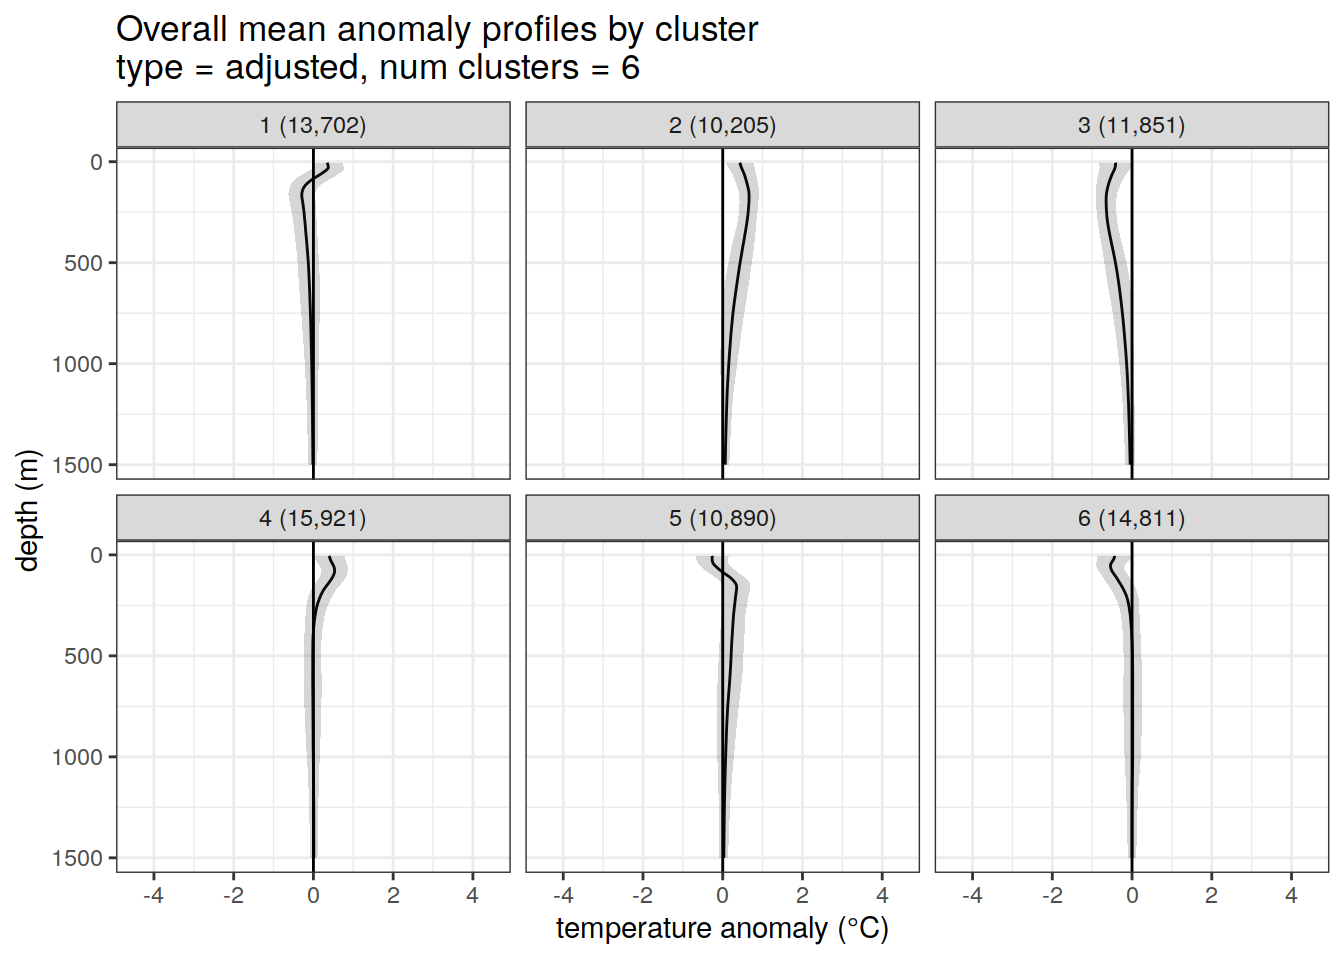 Overall mean anomaly profiles by cluster
type = adjusted, num clusters = 6
1 (13,702)
2 (10,205)
3 (11,851)
0
500
1000
1500
4 (15,921)
5 (10,890)
6 (14,811)
0
500
1000
1500
depth (m)
-4 -2 0 2 4
-4 -2 0 2 4
-4 -2 0 2 4
temperature anomaly (°C)